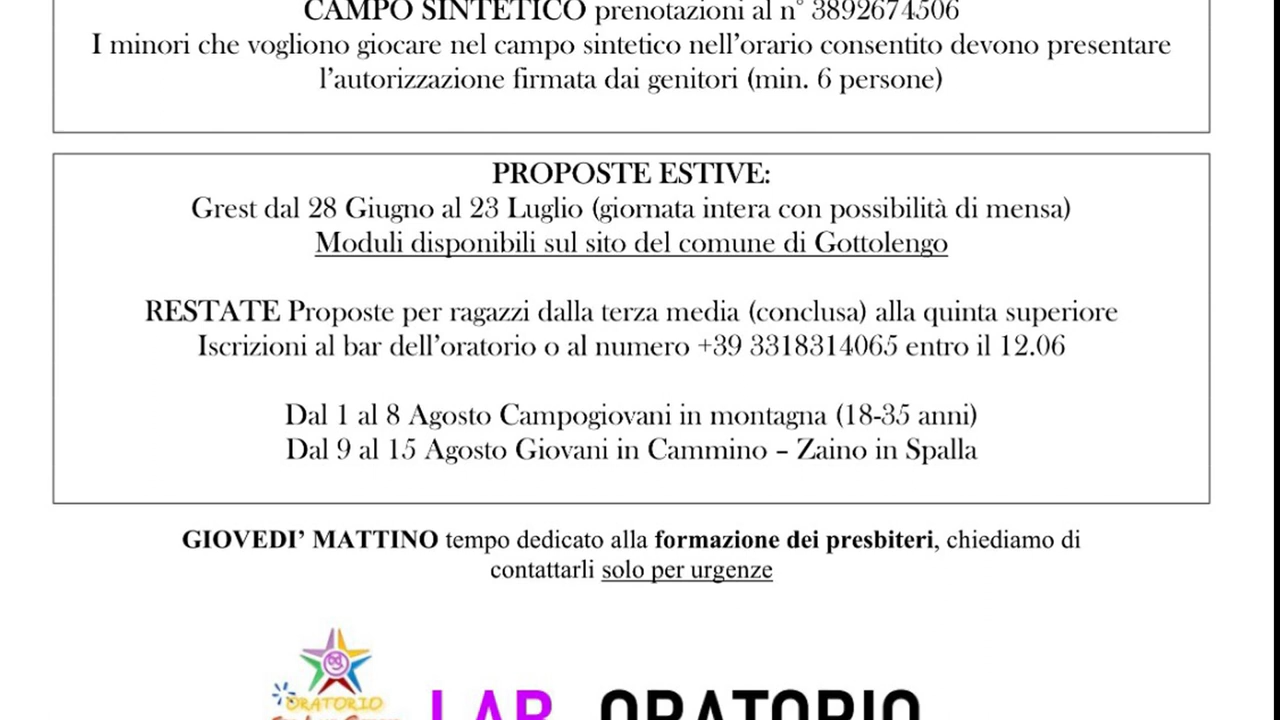 CAMPO SINTETICO prenotazioni al n° 3892674506
I minori che vogliono giocare nel campo sintetico nell'orario consentito devono presentare
l'autorizzazione firmata dai genitori (min. 6 persone)
PROPOSTE ESTIVE:
Grest dal 28 Giugno al 23 Luglio (giornata intera con possibilità di mensa)
Moduli disponibili sul sito del comune di Gottolengo
RESTATE Proposte per ragazzi dalla terza media (conclusa) alla quinta superiore
Iscrizioni al bar dell'oratorio o al numero +39 3318314065 entro il 12.06
Dal 1 al 8 Agosto Campogiovani in montagna (18-35 anni)
Dal 9 al 15 Agosto Giovani in Cammino – Zaino in Spalla
GIOVEDI' MATTINO tempo dedicato alla formazione dei presbiteri, chiediamo di
contattarli solo per urgenze
ORATORIO
LAB ORATORIO